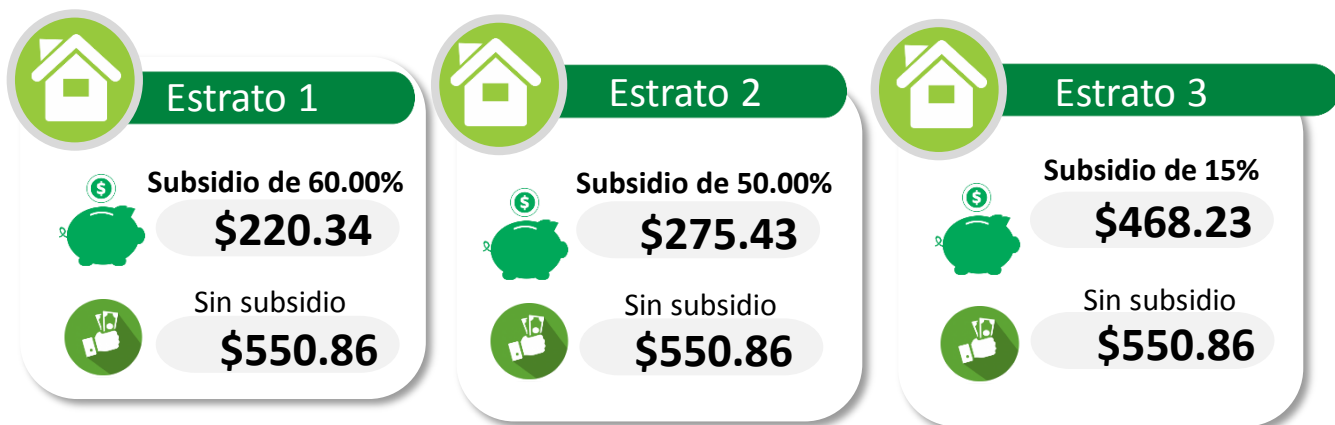 Estrato 1
Subsidio de 60.00%
$
$220.34
Sin subsidio
$550.86
Estrato 2
Subsidio de 50.00%
$
$275.43
Sin subsidio
$550.86
Estrato 3
Subsidio de 15%
$
$468.23
Sin subsidio
$550.86